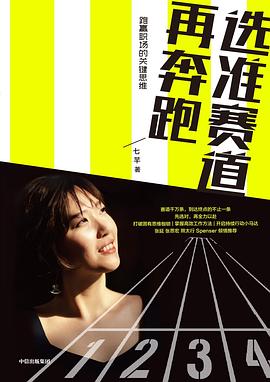 选准赛道
再奔跑
跑赢职场的关键思维
七芊 著
赛道千万条，到达终点的不止一条
先选对，再全力以赴
打破固有思维枷锁│掌握高效工作方法│开启持续行动小马达
张延 张思宏 师太行 Spenser 倾情推荐
1 2 3 4
中信出版集团